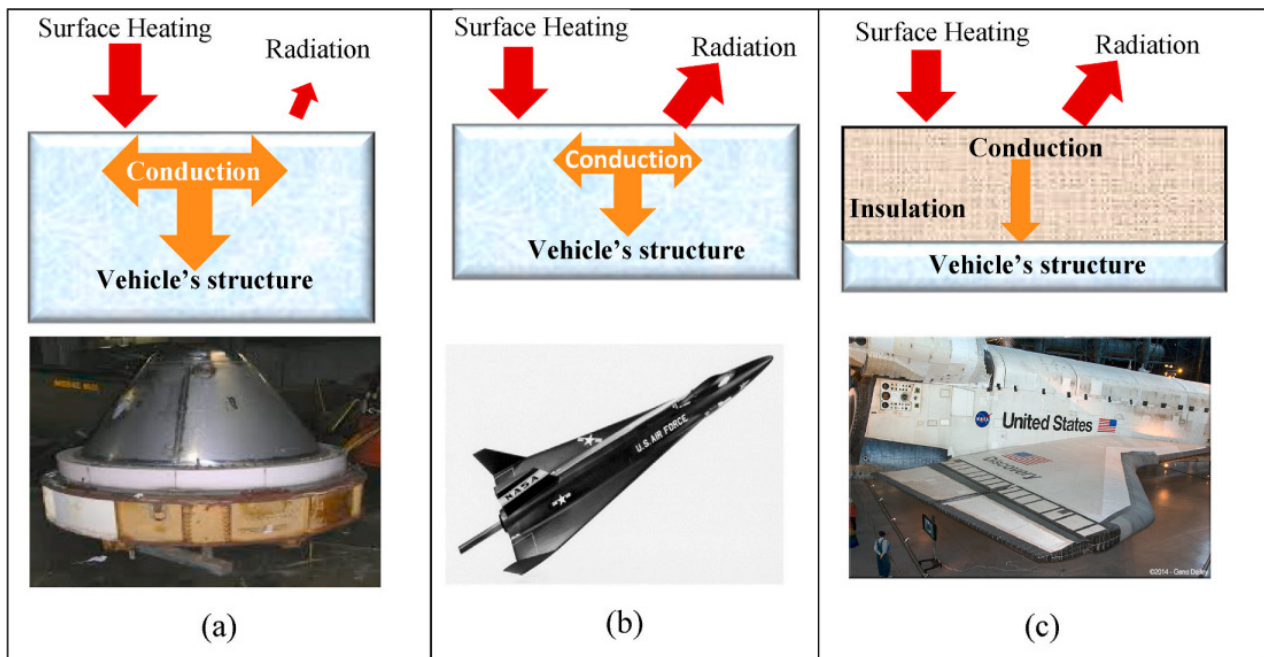 Surface Heating
Radiation
Conduction
Vehicle's structure
(a)
Surface Heating
Radiation
Conduction
Vehicle's structure
U.S. AIR FORCE
NASA
(b)
Surface Heating
Radiation
Conduction
Insulation
Vehicle's structure
NASA
United States
Discovery
©2014 - Gene Dailey
(c)